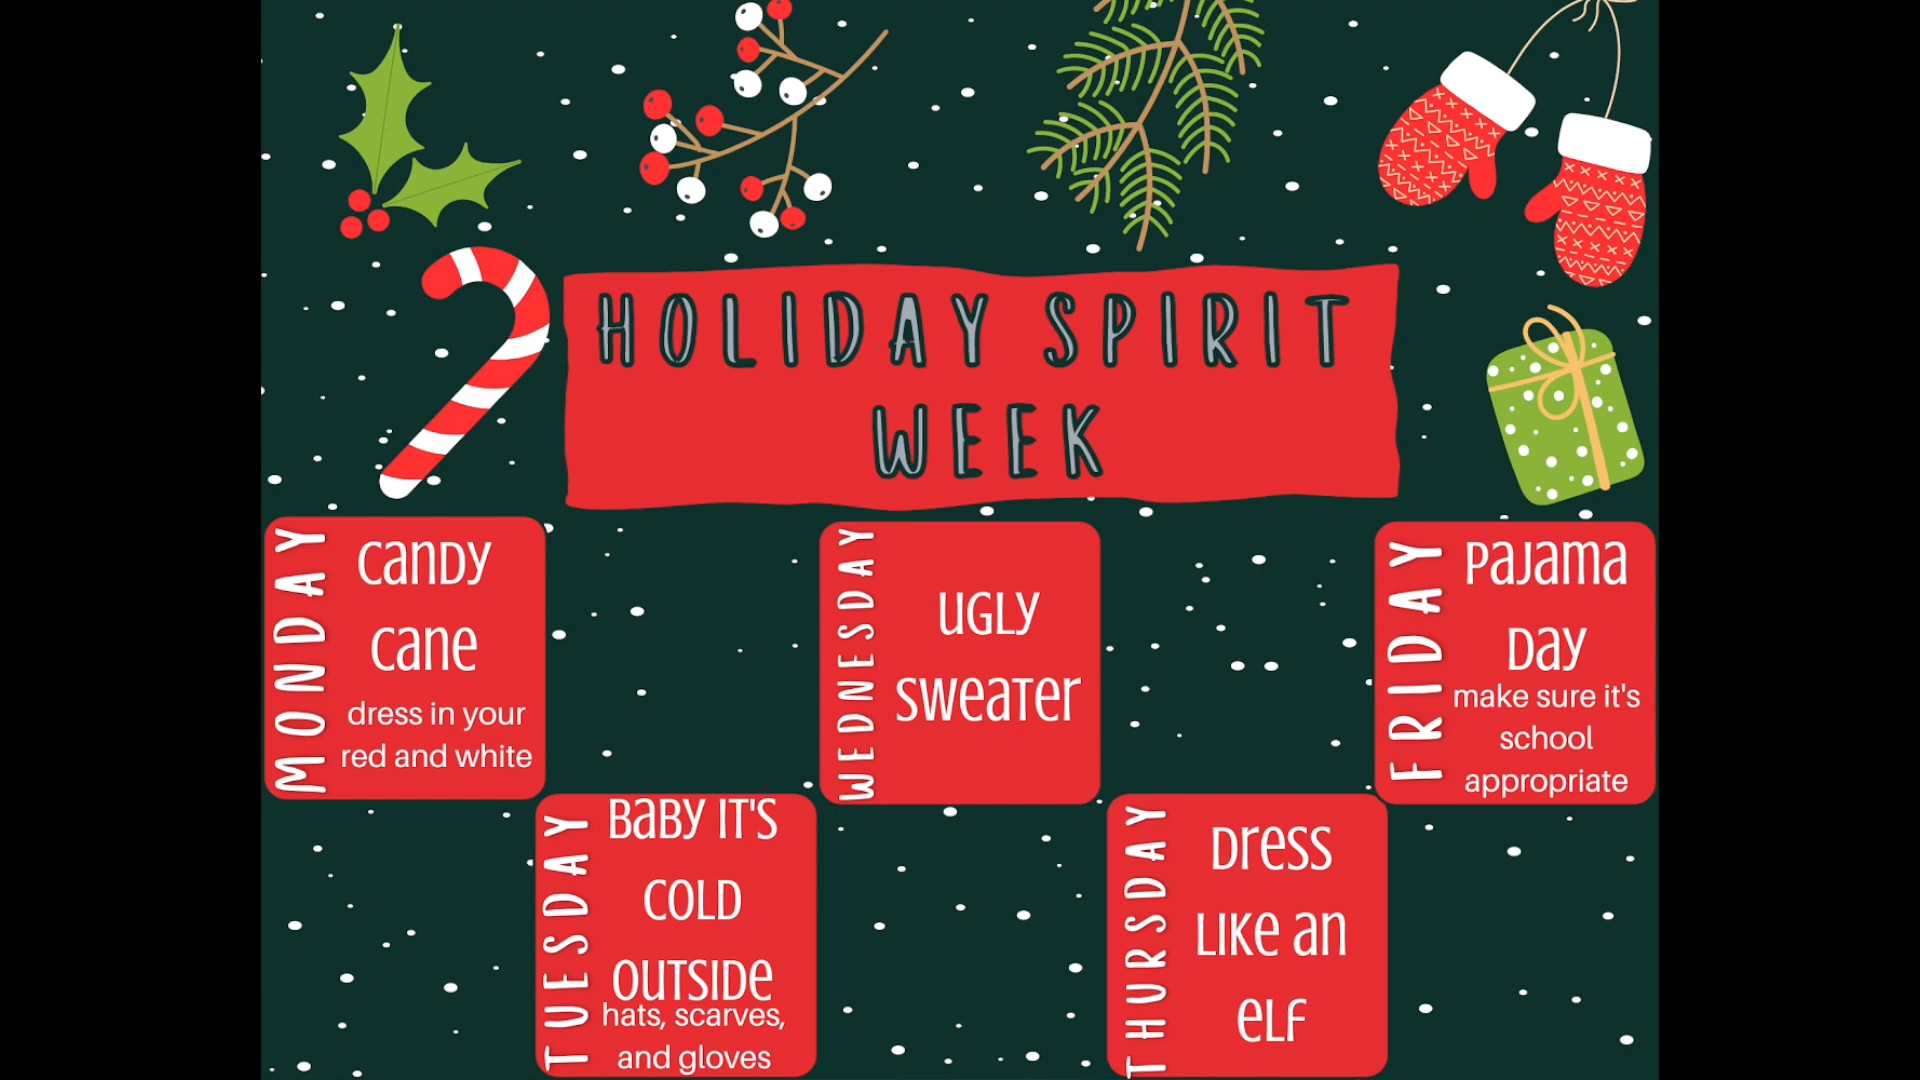 HOLIDAY SPIRIT
WEEK
MONDAY
candy
cane
dress in your
red and white
TUESDAY
Baby it's
cold
outside
hats, scarves,
and gloves
WEDNESDAY
ugly
sweater
THURSDAY
Dress
like an
elf
FRIDAY
Pajama
Day
make sure it's
school
appropriate